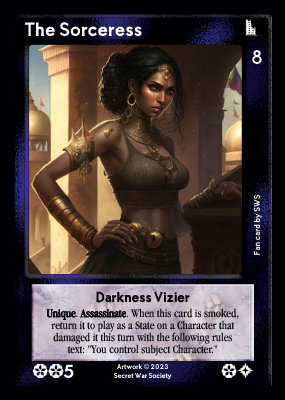 The Sorceress
8
Fan card by SWS
Darkness Vizier
Unique. Assassinate. When this card is smoked,
return it to play as a State on a Character that
damaged it this turn with the following rules
text: "You control subject Character."
5
Artwork © 2023
Secret War Society